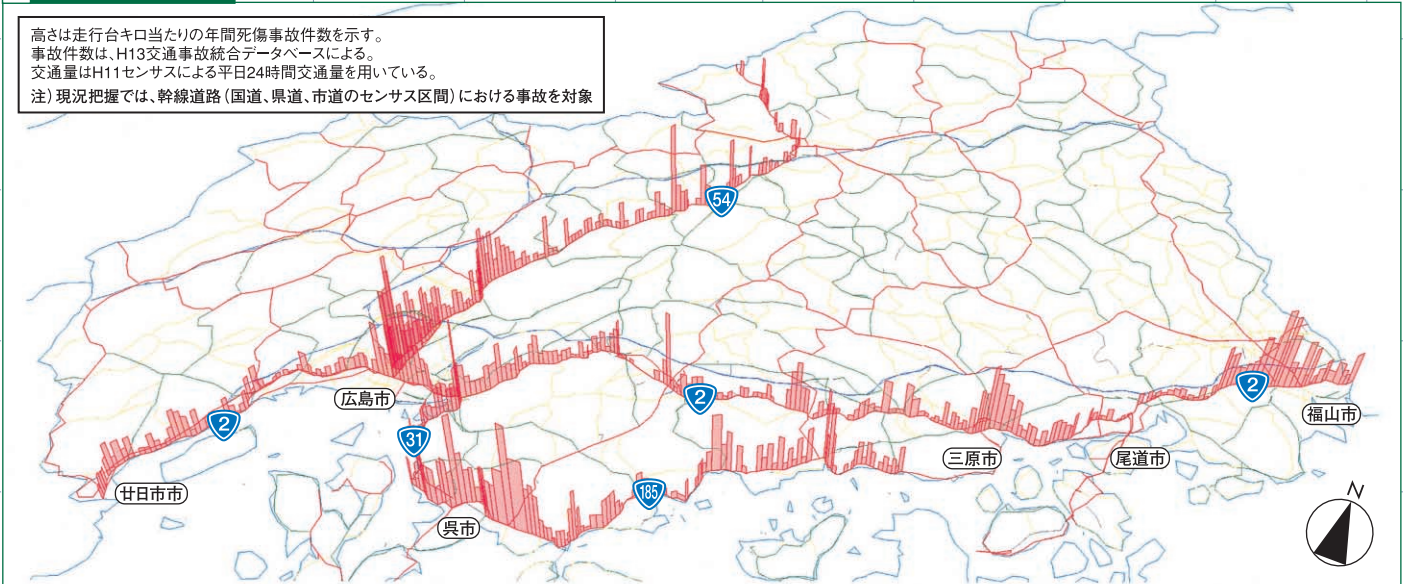 高さは走行台キロ当たりの年間死傷事故件数を示す。
事故件数は、H13交通事故統合データベースによる。
交通量はH11センサスによる平日24時間交通量を用いている。
注）現況把握では、幹線道路（国道、県道、市道のセンサス区間）における事故を対象
54
2
広島市
2
2
福山市
31
三原市
尾道市
185
廿日市市
呉市
N